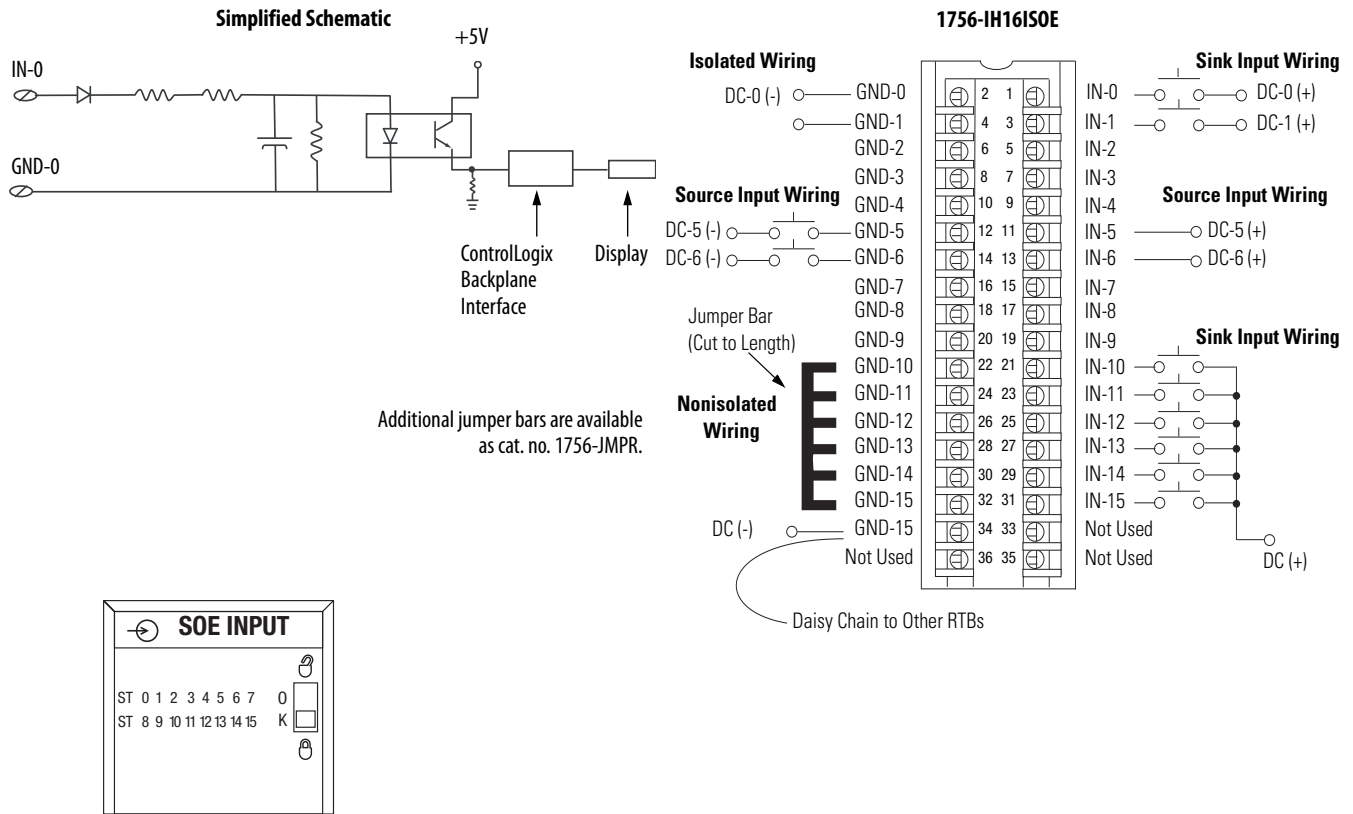 Simplified Schematic
+5V
IN-0
GND-0
ControlLogix
Backplane
Interface
Display
Additional jumper bars are available
as cat. no. 1756-JMPR.
1756-IH16ISOE
Isolated Wiring
Sink Input Wiring
DC-0 (-) GND-0 2 1 IN-0 DC-0 (+)
GND-1 4 3 IN-1 DC-1 (+)
GND-2 6 5 IN-2
GND-3 8 7 IN-3
Source Input Wiring
Source Input Wiring
GND-4 10 9 IN-4
DC-5 (-) GND-5 12 11 IN-5 DC-5 (+)
DC-6 (-) GND-6 14 13 IN-6 DC-6 (+)
GND-7 16 15 IN-7
GND-8 18 17 IN-8
Jumper Bar
(Cut to Length)
GND-9 20 19 IN-9
Sink Input Wiring
GND-10 22 21 IN-10
GND-11 24 23 IN-11
Nonisolated
Wiring
GND-12 26 25 IN-12
GND-13 28 27 IN-13
GND-14 30 29 IN-14
GND-15 32 31 IN-15
DC (-) GND-15 34 33 Not Used
Not Used 36 35 Not Used
DC (+)
Daisy Chain to Other RTBs
SOE INPUT
ST 0 1 2 3 4 5 6 7 O
ST 8 9 10 11 12 13 14 15 K